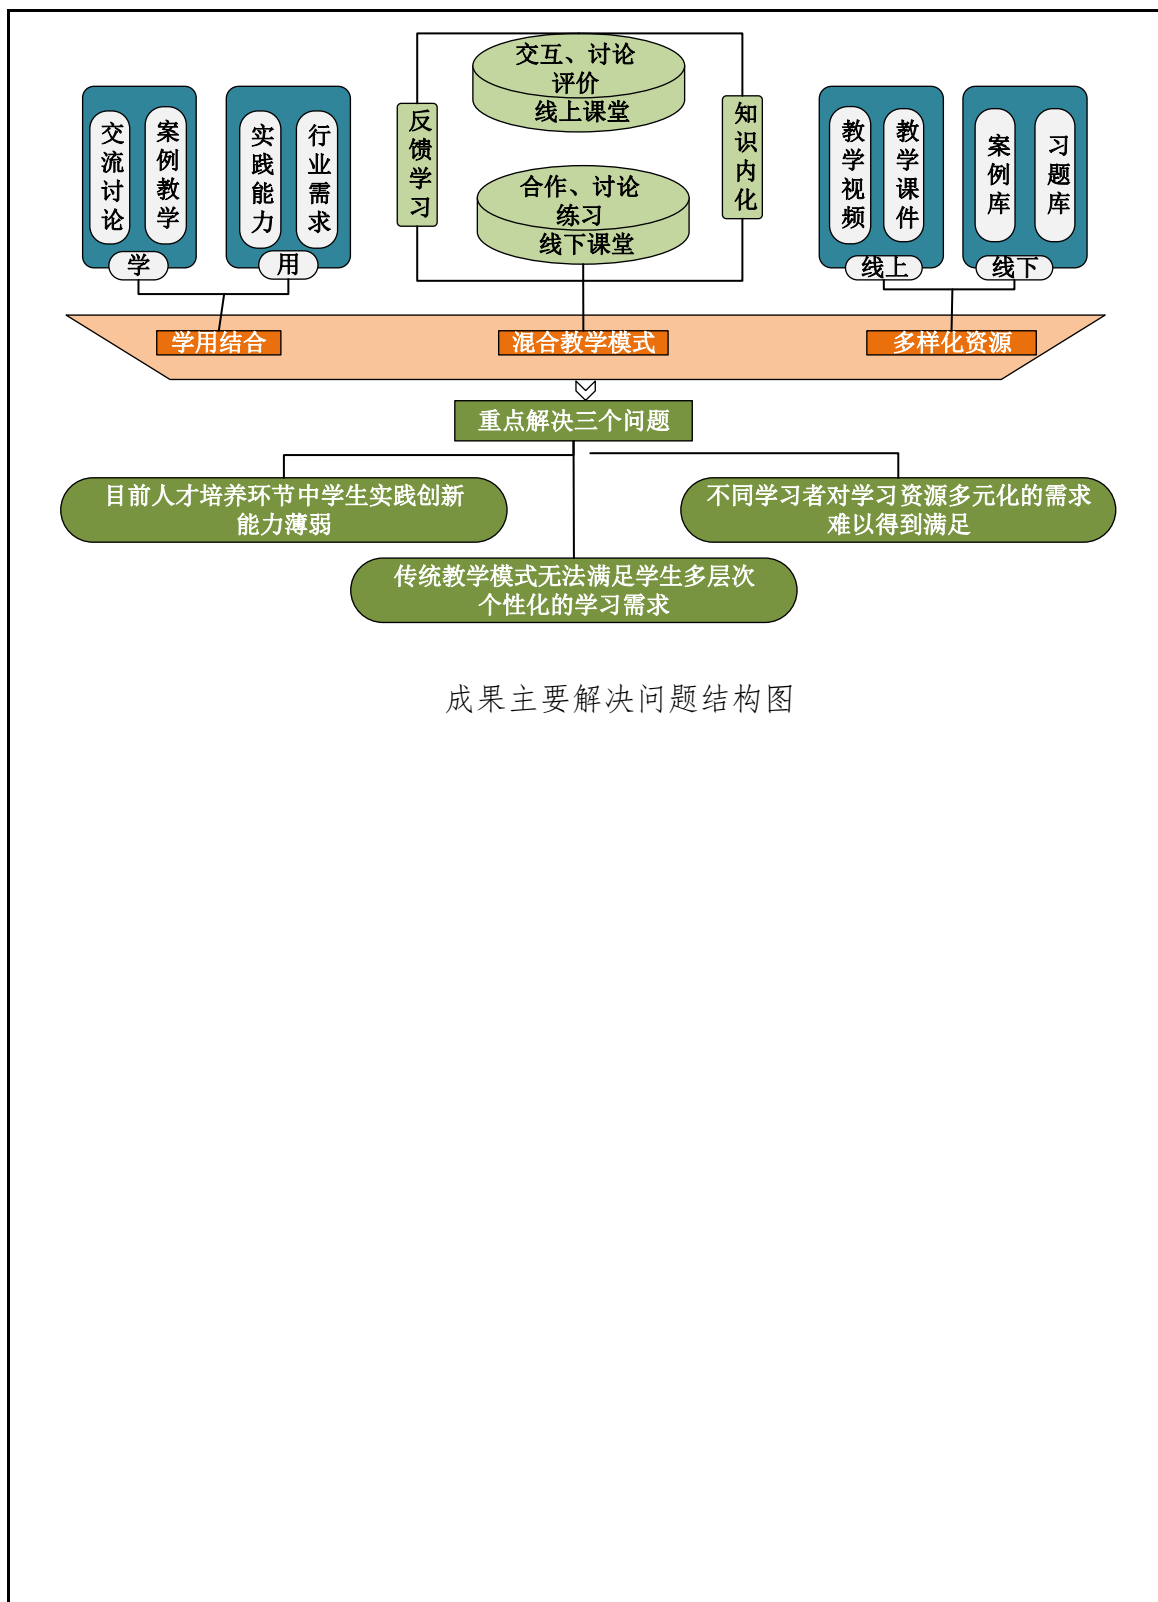 交流讨论
案例教学
学
实践能力
行业需求
用
反馈学习
交互、讨论
评价
线上课堂
合作、讨论
练习
线下课堂
知识内化
教学视频
教学课件
线上
案例库
习题库
线下
学用结合
混合教学模式
多样化资源
重点解决三个问题
目前人才培养环节中学生实践创新
能力薄弱
不同学习者对学习资源多元化的需求
难以得到满足
传统教学模式无法满足学生多层次
个性化的学习需求
成果主要解决问题结构图